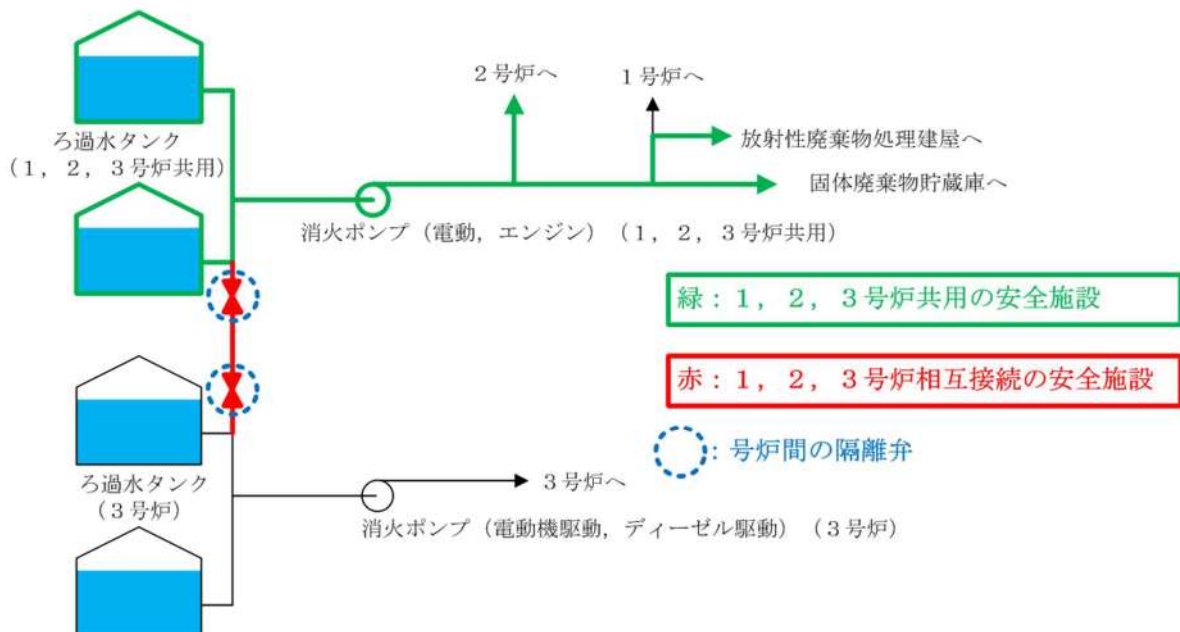 2号炉へ
1号炉へ
ろ過水タンク
(1,2,3号炉共用)
放射性廃棄物処理建屋へ
固体廃棄物貯蔵庫へ
消火ポンプ(電動,エンジン)(1,2,3号炉共用)
緑:1,2,3号炉共用の安全施設
赤:1,2,3号炉相互接続の安全施設
:号炉間の隔離弁
ろ過水タンク
(3号炉)
3号炉へ
消火ポンプ(電動機駆動,ディーゼル駆動)(3号炉)